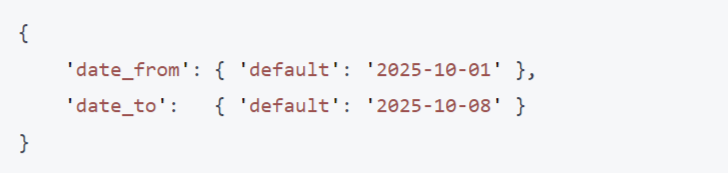 {
    'date_from': { 'default': '2025-10-01' },
    'date_to':   { 'default': '2025-10-08' }
}